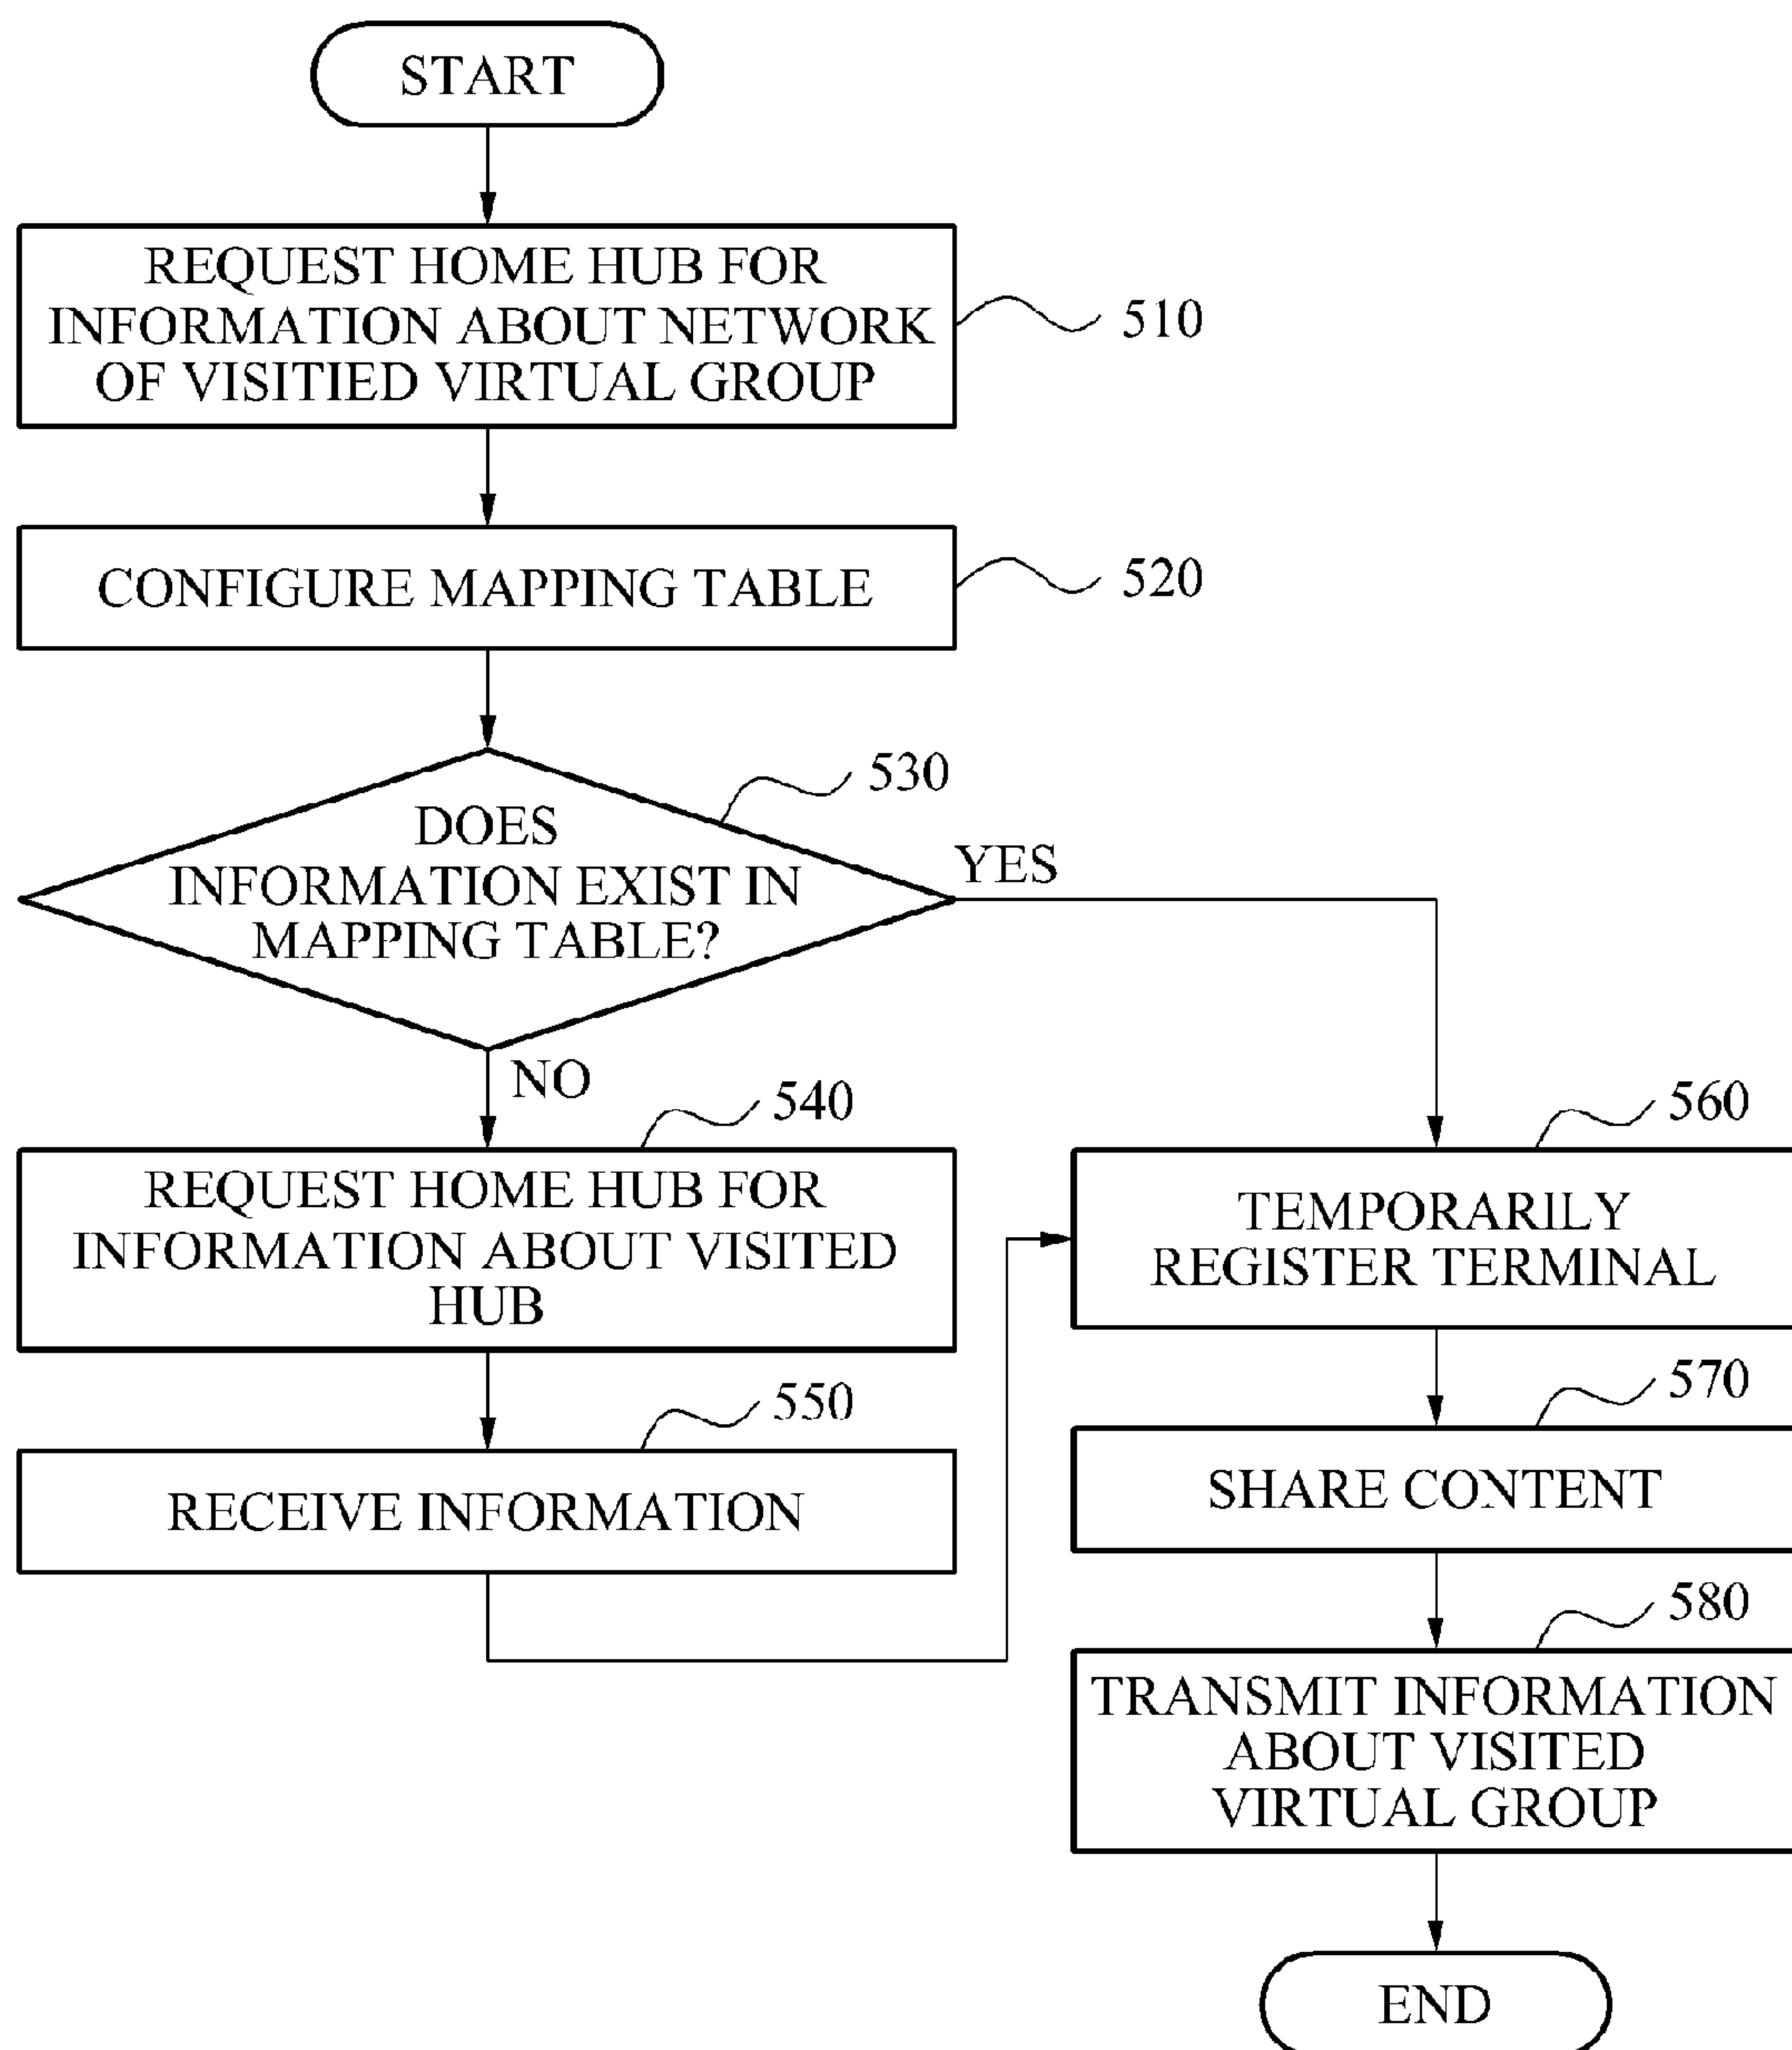 START
REQUEST HOME HUB FOR
INFORMATION ABOUT NETWORK
OF VISITIED VIRTUAL GROUP
510
CONFIGURE MAPPING TABLE
520
530
DOES
INFORMATION EXIST IN
MAPPING TABLE?
YES
NO
540
REQUEST HOME HUB FOR
INFORMATION ABOUT VISITED
HUB
550
RECEIVE INFORMATION
560
TEMPORARILY
REGISTER TERMINAL
570
SHARE CONTENT
580
TRANSMIT INFORMATION
ABOUT VISITED
VIRTUAL GROUP
END